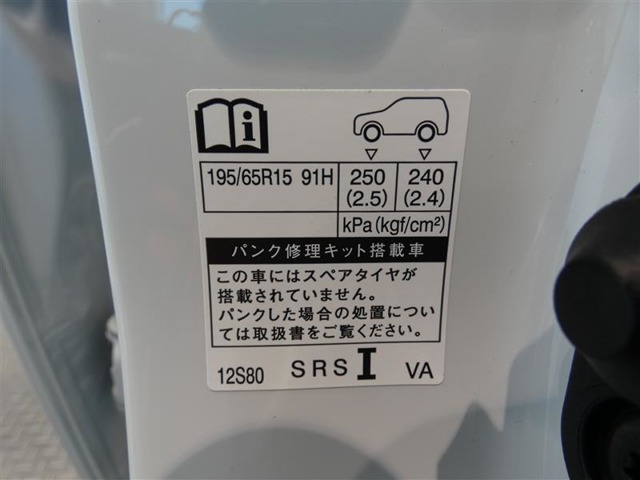 i
195/65R15 91H 250 (2.5) 240 (2.4)
kPa(kgf/cm²)
パンク修理キット搭載車
この車にはスペアタイヤが
搭載されていません。
パンクした場合の処置につい
ては取扱書をご覧ください。
12S80 SRS I VA